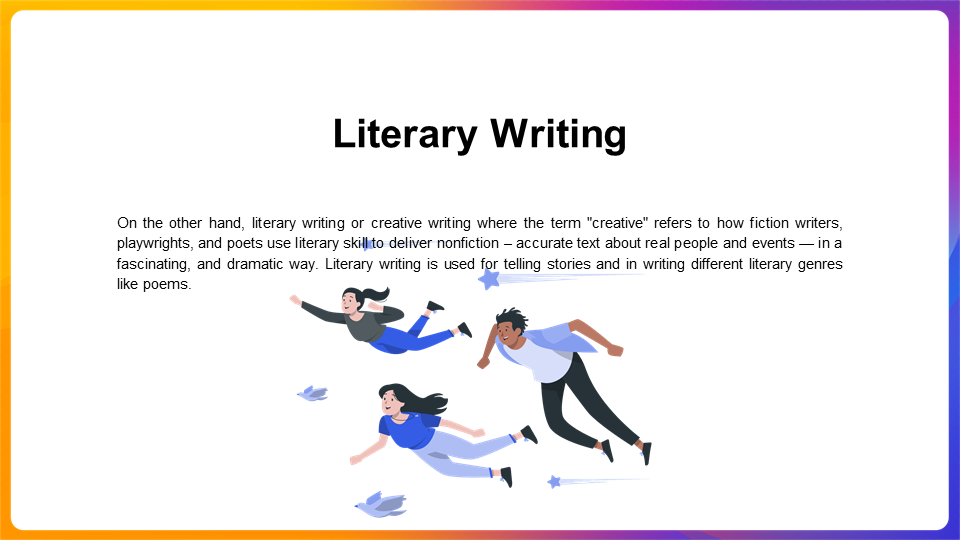 Literary Writing
On the other hand, literary writing or creative writing where the term "creative" refers to how fiction writers,
playwrights, and poets use literary skill to deliver nonfiction – accurate text about real people and events — in a
fascinating, and dramatic way. Literary writing is used for telling stories and in writing different literary genres
like poems.